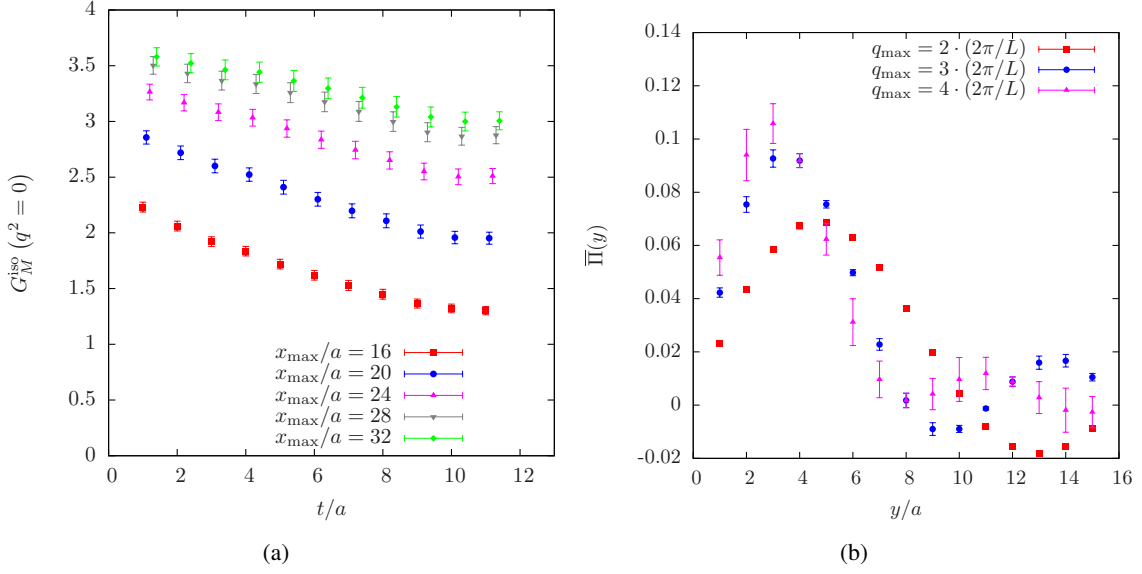 4
3.5
3
2.5
2
1.5
1
0.5
0
0 2 4 6 8 10 12
G_M^iso (q² = 0)
t/a
x_max/a = 16
x_max/a = 20
x_max/a = 24
x_max/a = 28
x_max/a = 32
(a)
0.14
0.12
0.1
0.08
0.06
0.04
0.02
0
-0.02
0 2 4 6 8 10 12 14 16
Π̅(y)
y/a
q_max = 2 · (2π/L)
q_max = 3 · (2π/L)
q_max = 4 · (2π/L)
(b)